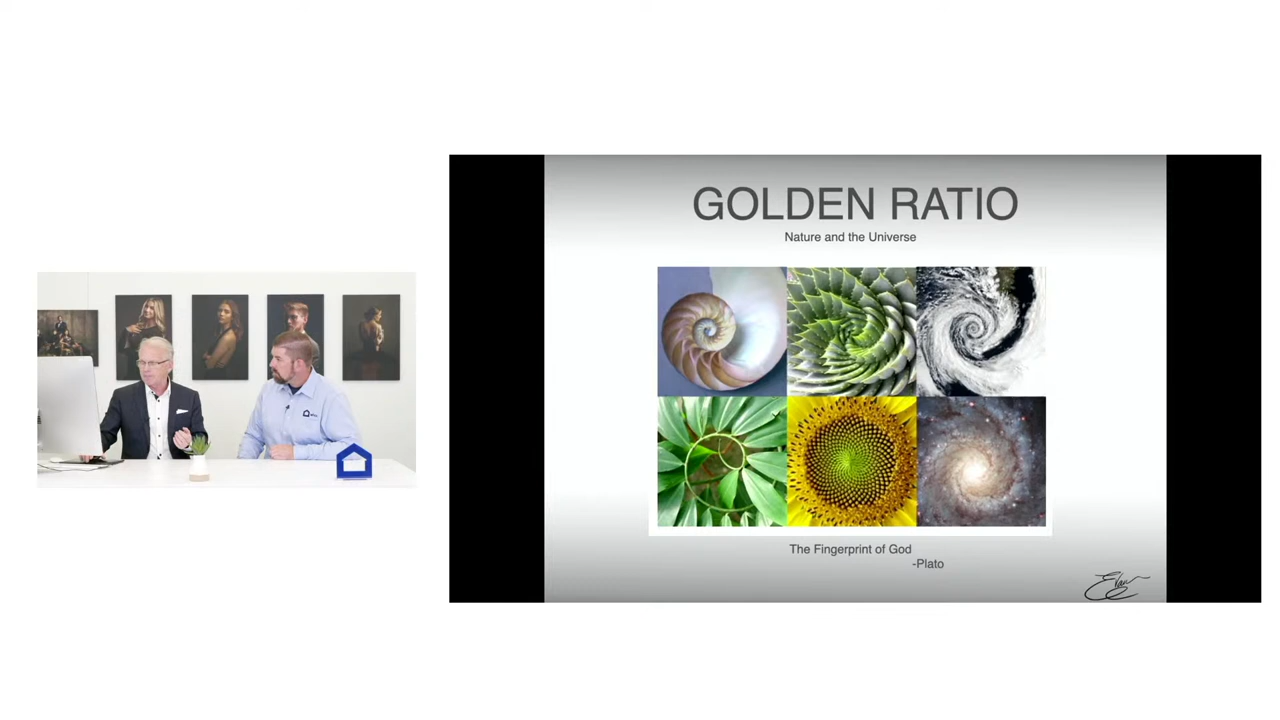 GOLDEN RATIO
Nature and the Universe
The Fingerprint of God
-Plato